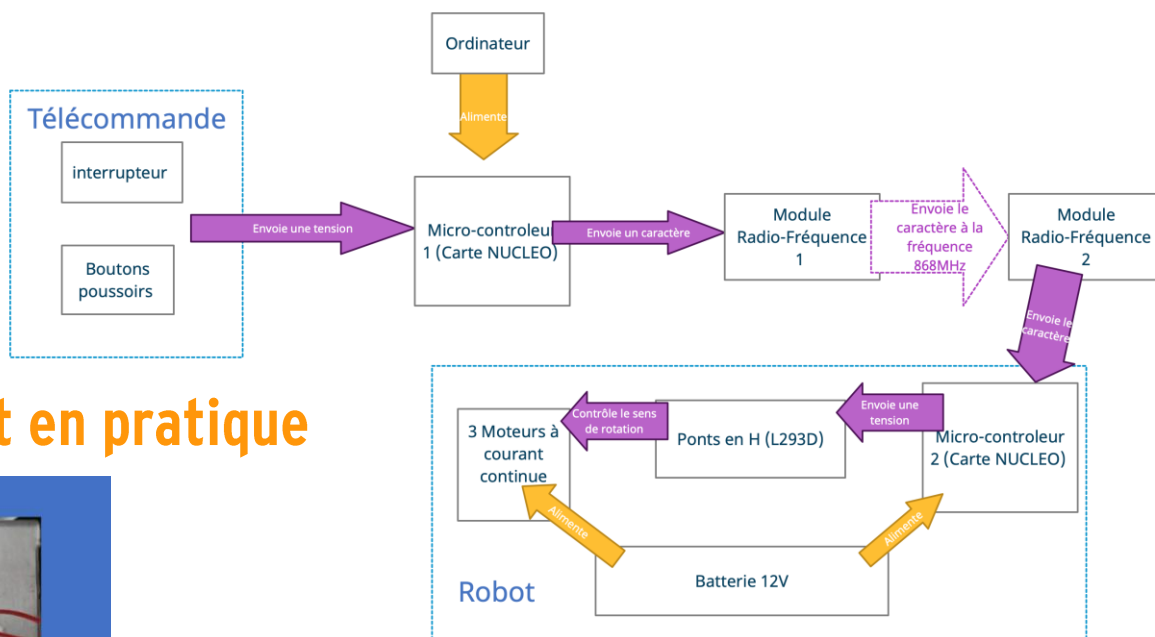 Ordinateur
Alimente
Télécommande
interrupteur
Boutons
poussoirs
Envoie une tension
Micro-controleur
1 (Carte NUCLEO)
Envoie un caractère
Module
Radio-Fréquence
1
Envoie le
caractère à la
fréquence
868MHz
Module
Radio-Fréquence
2
Envoie le
caractère
t en pratique
3 Moteurs à
courant
continue
Contrôle le sens
de rotation
Ponts en H (L293D)
Envoie une
tension
Micro-controleur
2 (Carte NUCLEO)
Alimente
Alimente
Batterie 12V
Robot